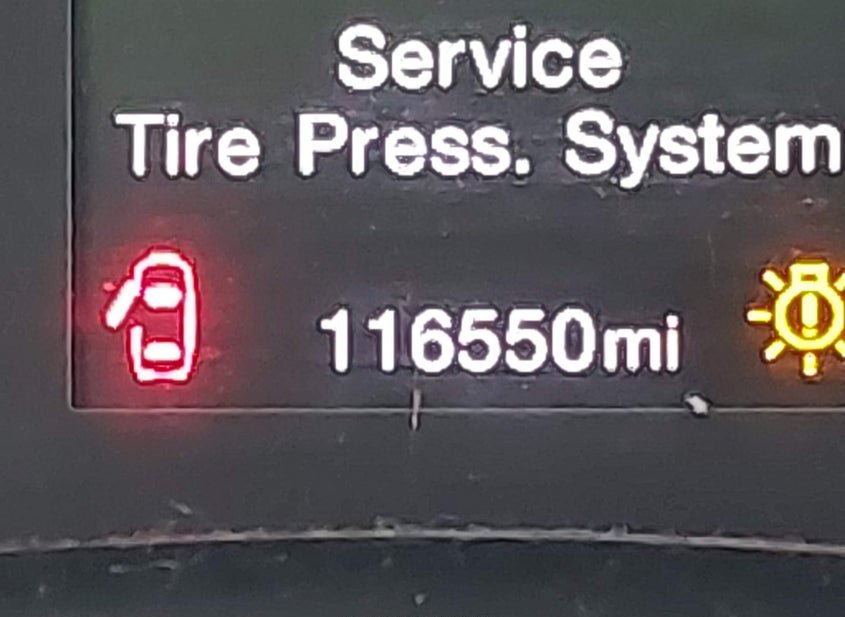 Service
Tire Press. System
116550mi